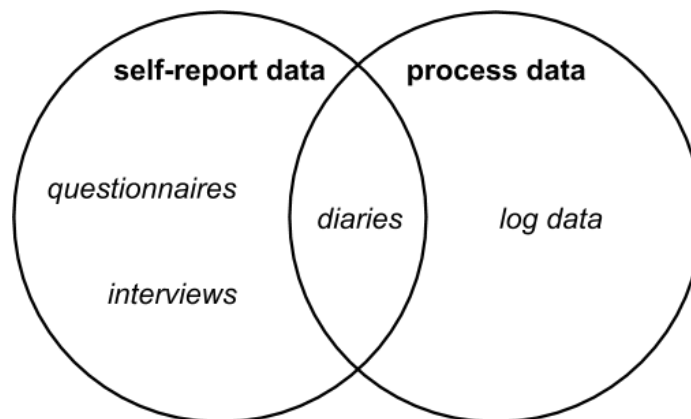 self-report data
process data
questionnaires
diaries
log data
interviews